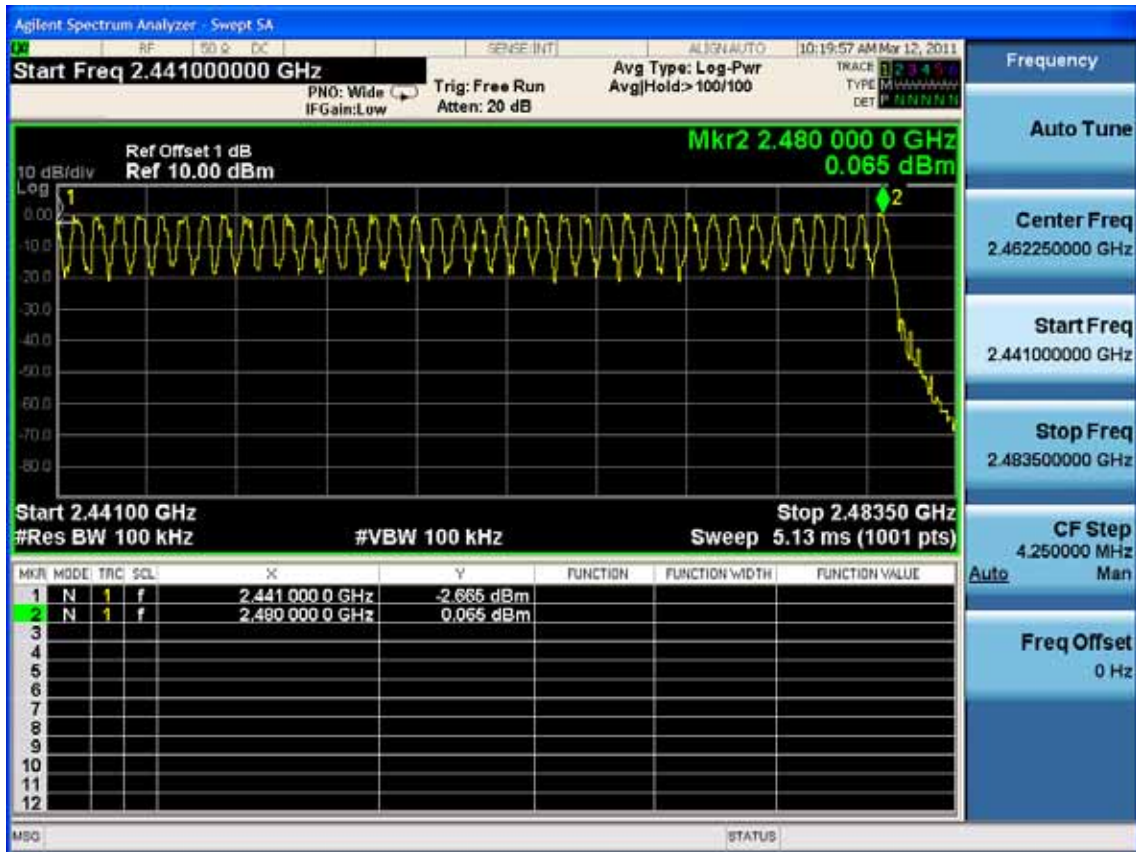 Agilent Spectrum Analyzer - Swept SA
RF 50 Ω DC SENSE:INT ALIGN AUTO 10:19:57 AM Mar 12, 2011
Start Freq 2.441000000 GHz
PNO: Wide
IFGain:Low
Trig: Free Run
Atten: 20 dB
Avg Type: Log-Pwr
Avg|Hold:> 100/100
TRACE 1 2 3 4 5 6
TYPE M
DET P N N N N N
Mkr2 2.480 000 0 GHz
0.065 dBm
Ref Offset 1 dB
10 dB/div Ref 10.00 dBm
Log
1
2
0.00
-10.0
-20.0
-30.0
-40.0
-50.0
-60.0
-70.0
-80.0
Start 2.44100 GHz Stop 2.48350 GHz
#Res BW 100 kHz #VBW 100 kHz Sweep 5.13 ms (1001 pts)
MKR MODE TRC SCL X Y FUNCTION FUNCTION WIDTH FUNCTION VALUE
1 N 1 f 2.441 000 0 GHz -2.665 dBm
2 N 1 f 2.480 000 0 GHz 0.065 dBm
3
4
5
6
7
8
9
10
11
12
MSG STATUS
Frequency
Auto Tune
Center Freq
2.462250000 GHz
Start Freq
2.441000000 GHz
Stop Freq
2.483500000 GHz
CF Step
4.250000 MHz
Auto Man
Freq Offset
0 Hz